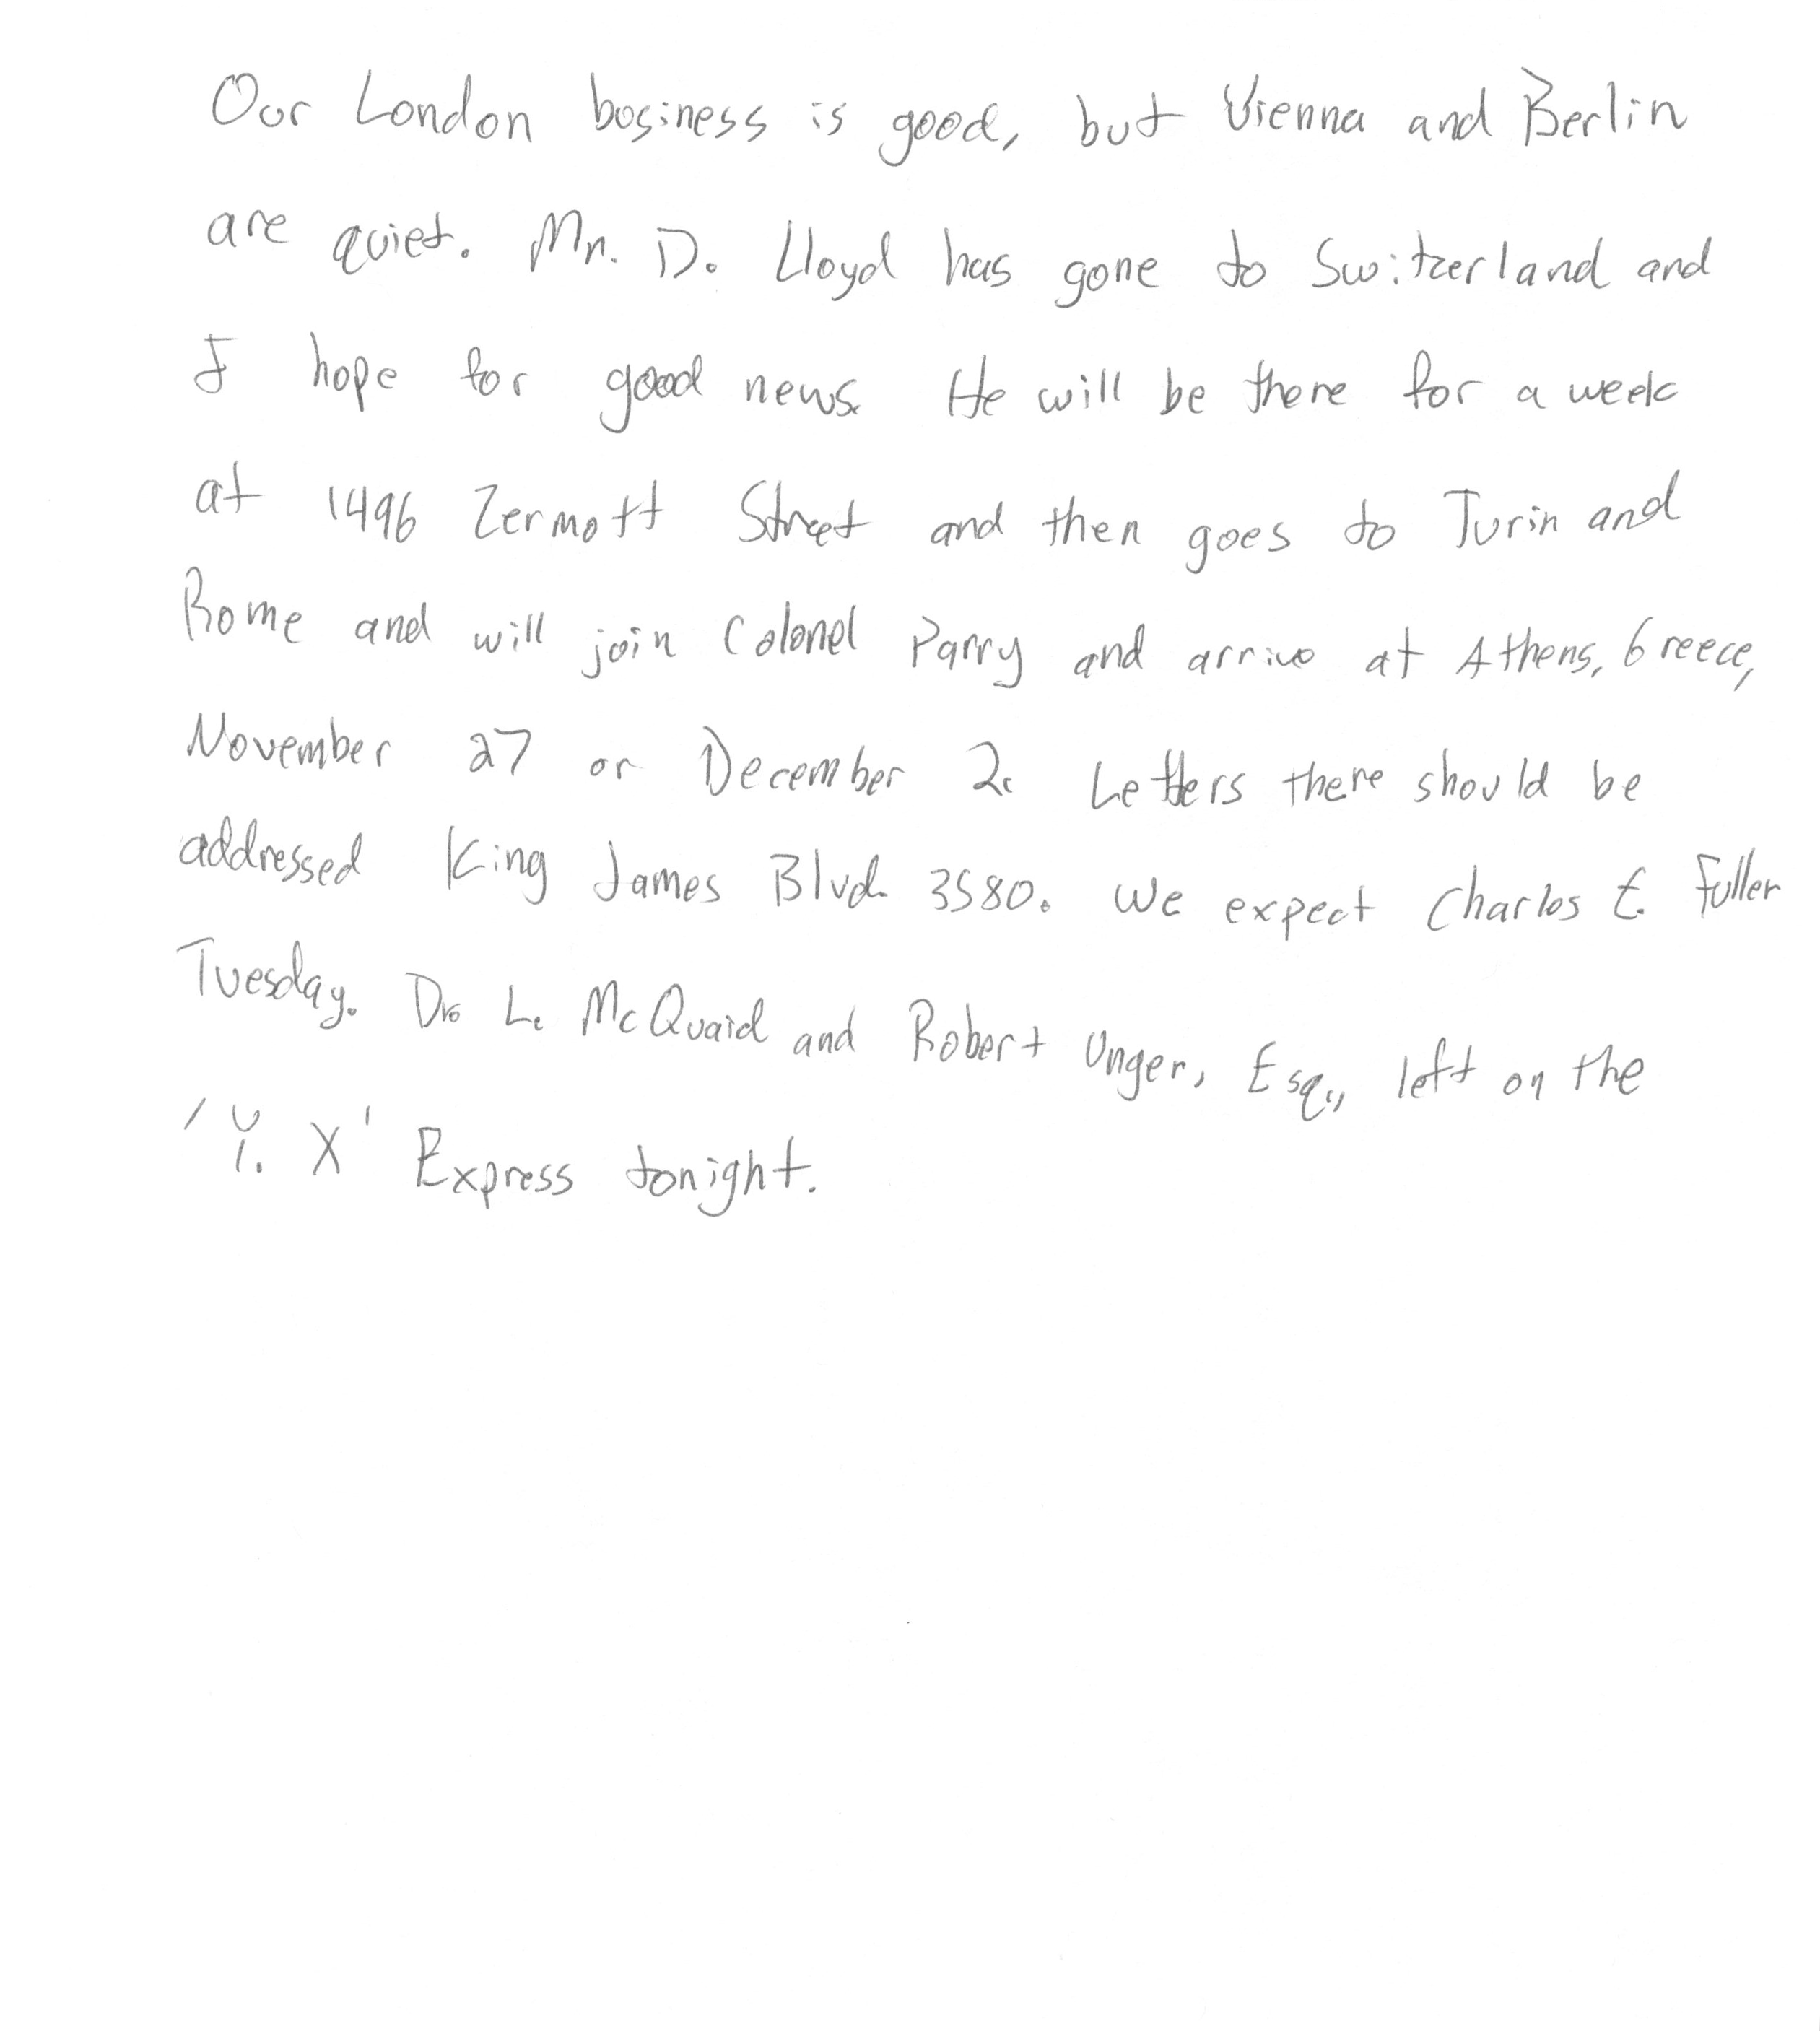 Our London business is good, but Vienna and Berlin
are quiet. Mr. D. Lloyd has gone to Switzerland and
I hope for good news. He will be there for a week
at 1496 Zermott Street and then goes to Turin and
Rome and will join Colonel Parry and arrive at Athens, Greece,
November 27 or December 2. Letters there should be
addressed King James Blvd. 3580. We expect Charles E. Fuller
Tuesday. Dr. L. McQuaid and Robert Unger, Esq., left on the
'Y. X' Express tonight.